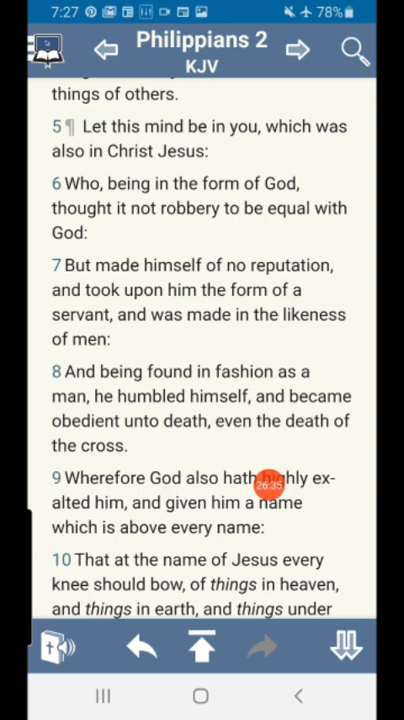 7:27 78%
Philippians 2
KJV
things of others.
5¶ Let this mind be in you, which was
also in Christ Jesus:
6 Who, being in the form of God,
thought it not robbery to be equal with
God:
7 But made himself of no reputation,
and took upon him the form of a
servant, and was made in the likeness
of men:
8 And being found in fashion as a
man, he humbled himself, and became
obedient unto death, even the death of
the cross.
9 Wherefore God also hath highly ex-
alted him, and given him a name
which is above every name:
26:35
10 That at the name of Jesus every
knee should bow, of things in heaven,
and things in earth, and things under